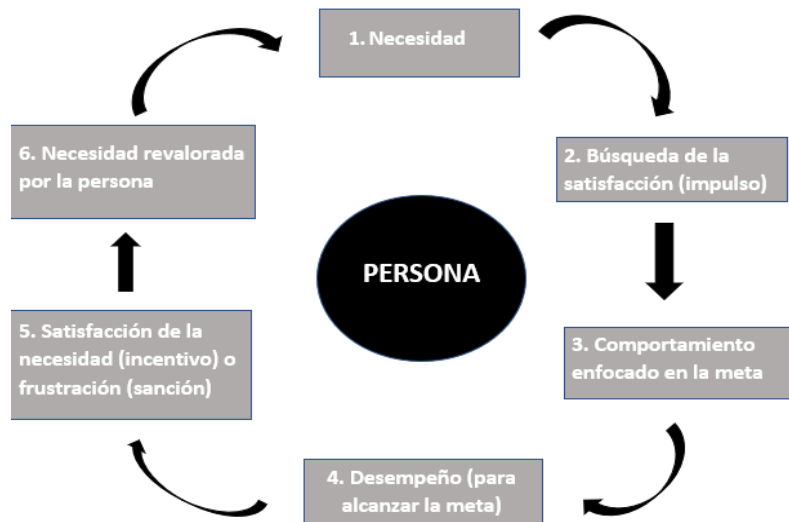 1. Necesidad
2. Búsqueda de la
satisfacción (impulso)
3. Comportamiento
enfocado en la meta
4. Desempeño (para
alcanzar la meta)
5. Satisfacción de la
necesidad (incentivo) o
frustración (sanción)
6. Necesidad revalorada
por la persona
PERSONA